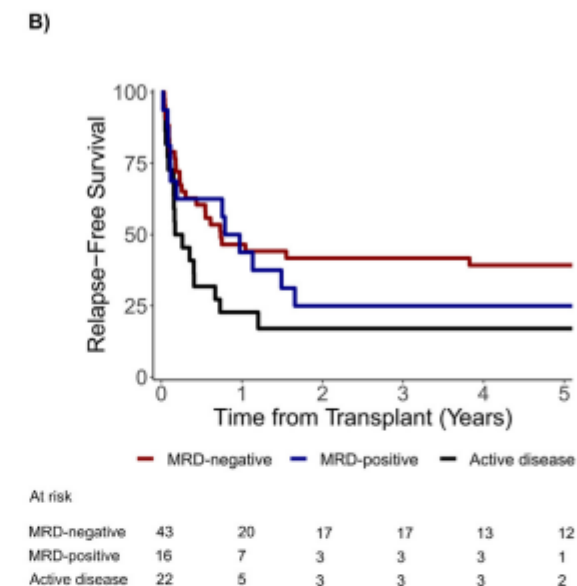 B)
Relapse-Free Survival
100
75
50
25
0
0 1 2 3 4 5
Time from Transplant (Years)
MRD-negative MRD-positive Active disease
At risk
MRD-negative 43 20 17 17 13 12
MRD-positive 16 7 3 3 3 1
Active disease 22 5 3 3 3 2